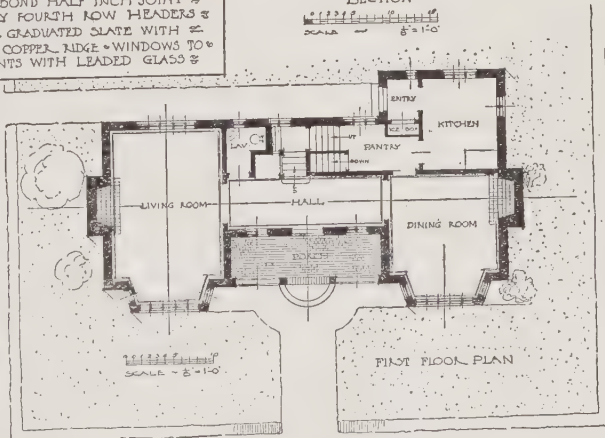 BOND HALF INCH JOINT
FOURTH ROW HEADERS
GRADUATED SLATE WITH
COPPER RIDGE • WINDOWS TO
WITH LEADED GLASS
SECTION
SCALE ~ ⅛"=1'-0"
ENTRY
ICE BOX
KITCHEN
LAV.
UP
PANTRY
DOWN
LIVING ROOM
HALL
DINING ROOM
PORCH
SCALE ~ ⅛"=1'-0"
FIRST FLOOR PLAN